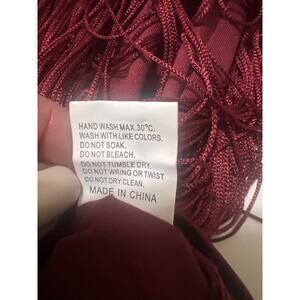 HAND WASH MAX.30°C.
WASH WITH LIKE COLORS.
DO NOT SOAK.
DO NOT BLEACH.
DO NOT TUMBLE DRY.
DO NOT WRING OR TWIST
DO NOT DRY CLEAN.
MADE IN CHINA